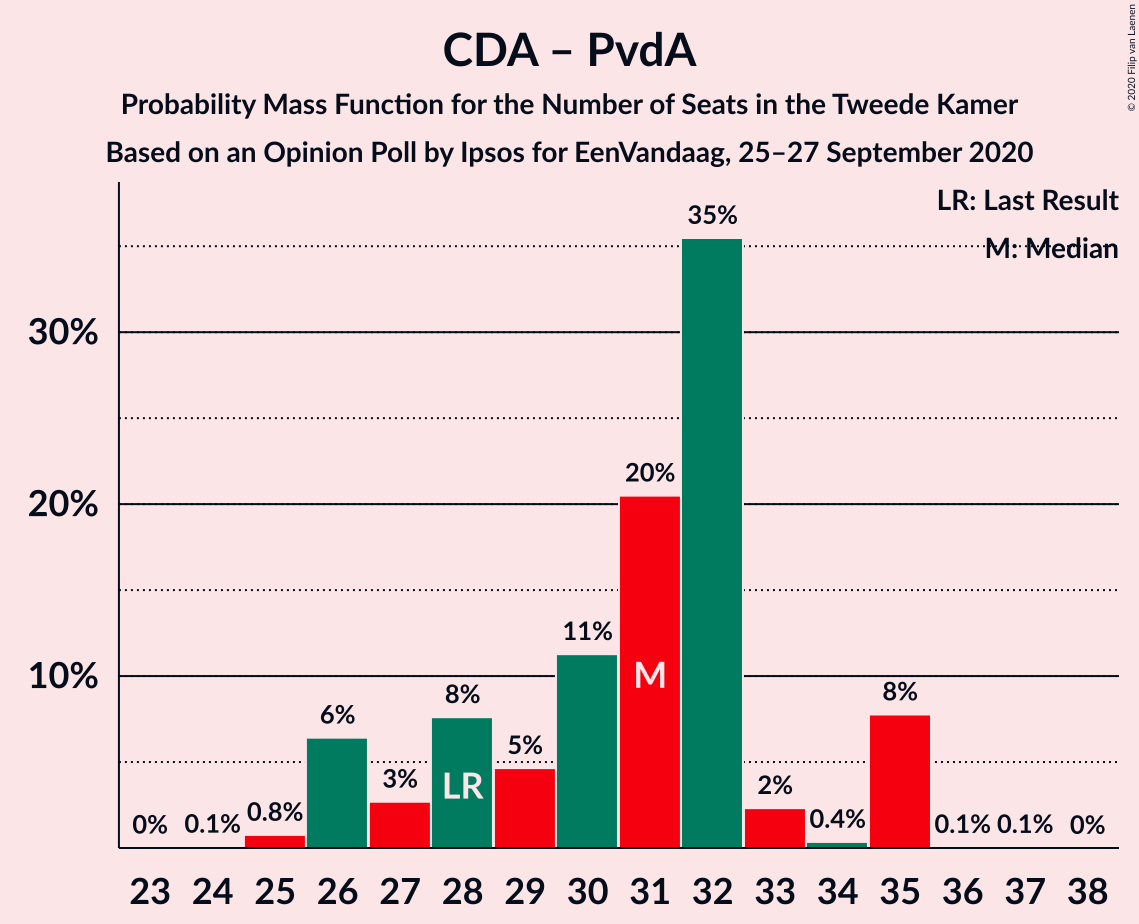 CDA – PvdA
Probability Mass Function for the Number of Seats in the Tweede Kamer
Based on an Opinion Poll by Ipsos for EenVandaag, 25–27 September 2020
© 2020 Filip van Laenen
LR: Last Result
M: Median
30%
20%
10%
0%
0.1%
0.8%
6%
3%
8%
5%
11%
20%
35%
2%
0.4%
8%
0.1%
0.1%
0%
LR
M
23 24 25 26 27 28 29 30 31 32 33 34 35 36 37 38